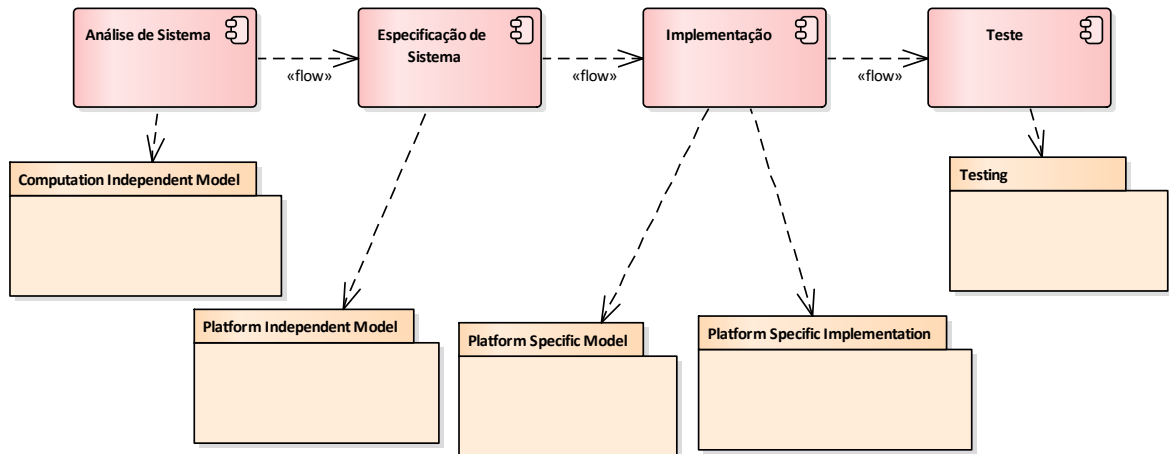 Análise de Sistema
Especificação de
Sistema
Implementação
Teste
«flow»
«flow»
«flow»
Computation Independent Model
Testing
Platform Independent Model
Platform Specific Model
Platform Specific Implementation